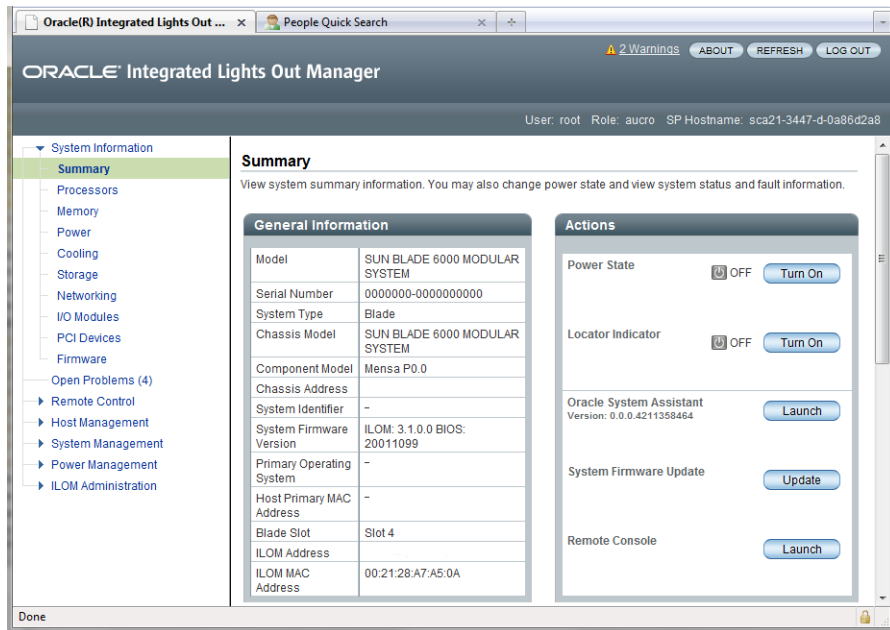 Oracle(R) Integrated Lights Out ...
People Quick Search
2 Warnings ABOUT REFRESH LOG OUT
ORACLE Integrated Lights Out Manager
User: root Role: aucro SP Hostname: sca21-3447-d-0a86d2a8
System Information
Summary
Processors
Memory
Power
Cooling
Storage
Networking
I/O Modules
PCI Devices
Firmware
Open Problems (4)
Remote Control
Host Management
System Management
Power Management
ILOM Administration
Summary
View system summary information. You may also change power state and view system status and fault information.
General Information
Model SUN BLADE 6000 MODULAR
SYSTEM
Serial Number 0000000-0000000000
System Type Blade
Chassis Model SUN BLADE 6000 MODULAR
SYSTEM
Component Model Mensa P0.0
Chassis Address
System Identifier -
System Firmware ILOM: 3.1.0.0 BIOS:
Version 20011099
Primary Operating -
System
Host Primary MAC -
Address
Blade Slot Slot 4
ILOM Address
ILOM MAC 00:21:28:A7:A5:0A
Address
Actions
Power State OFF Turn On
Locator Indicator OFF Turn On
Oracle System Assistant Launch
Version: 0.0.0.4211358464
System Firmware Update Update
Remote Console Launch
Done